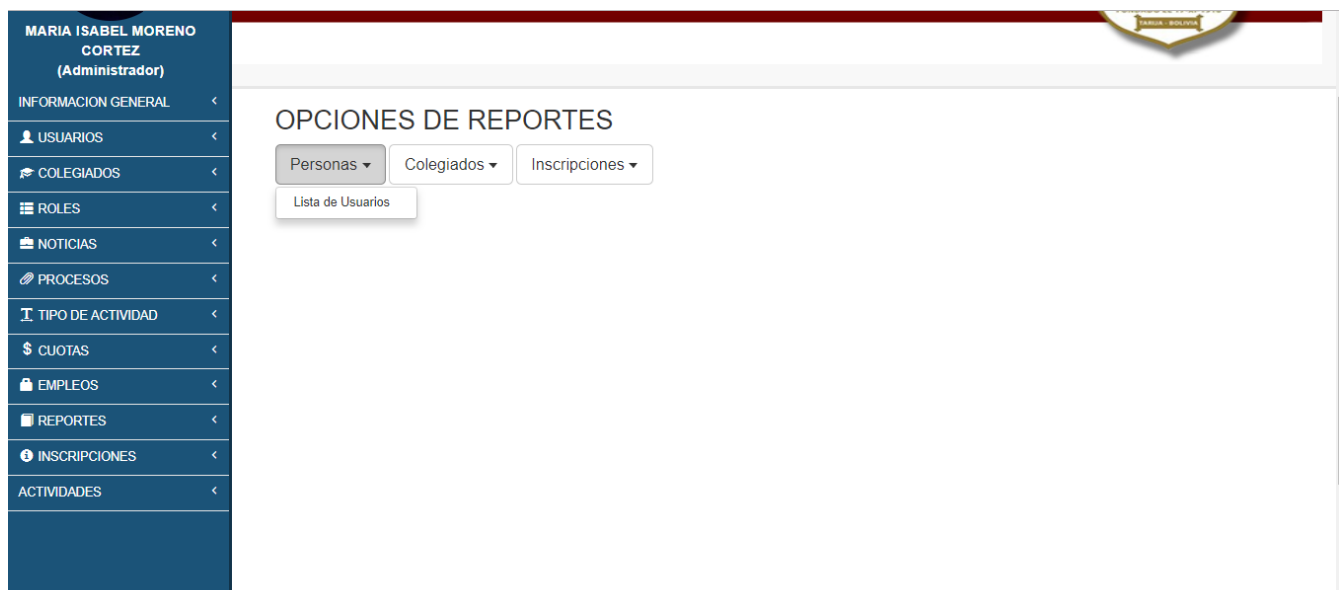 MARIA ISABEL MORENO
CORTEZ
(Administrador)
INFORMACION GENERAL
USUARIOS
COLEGIADOS
ROLES
NOTICIAS
PROCESOS
TIPO DE ACTIVIDAD
CUOTAS
EMPLEOS
REPORTES
INSCRIPCIONES
ACTIVIDADES
TARIJA - BOLIVIA
OPCIONES DE REPORTES
Personas Colegiados Inscripciones
Lista de Usuarios